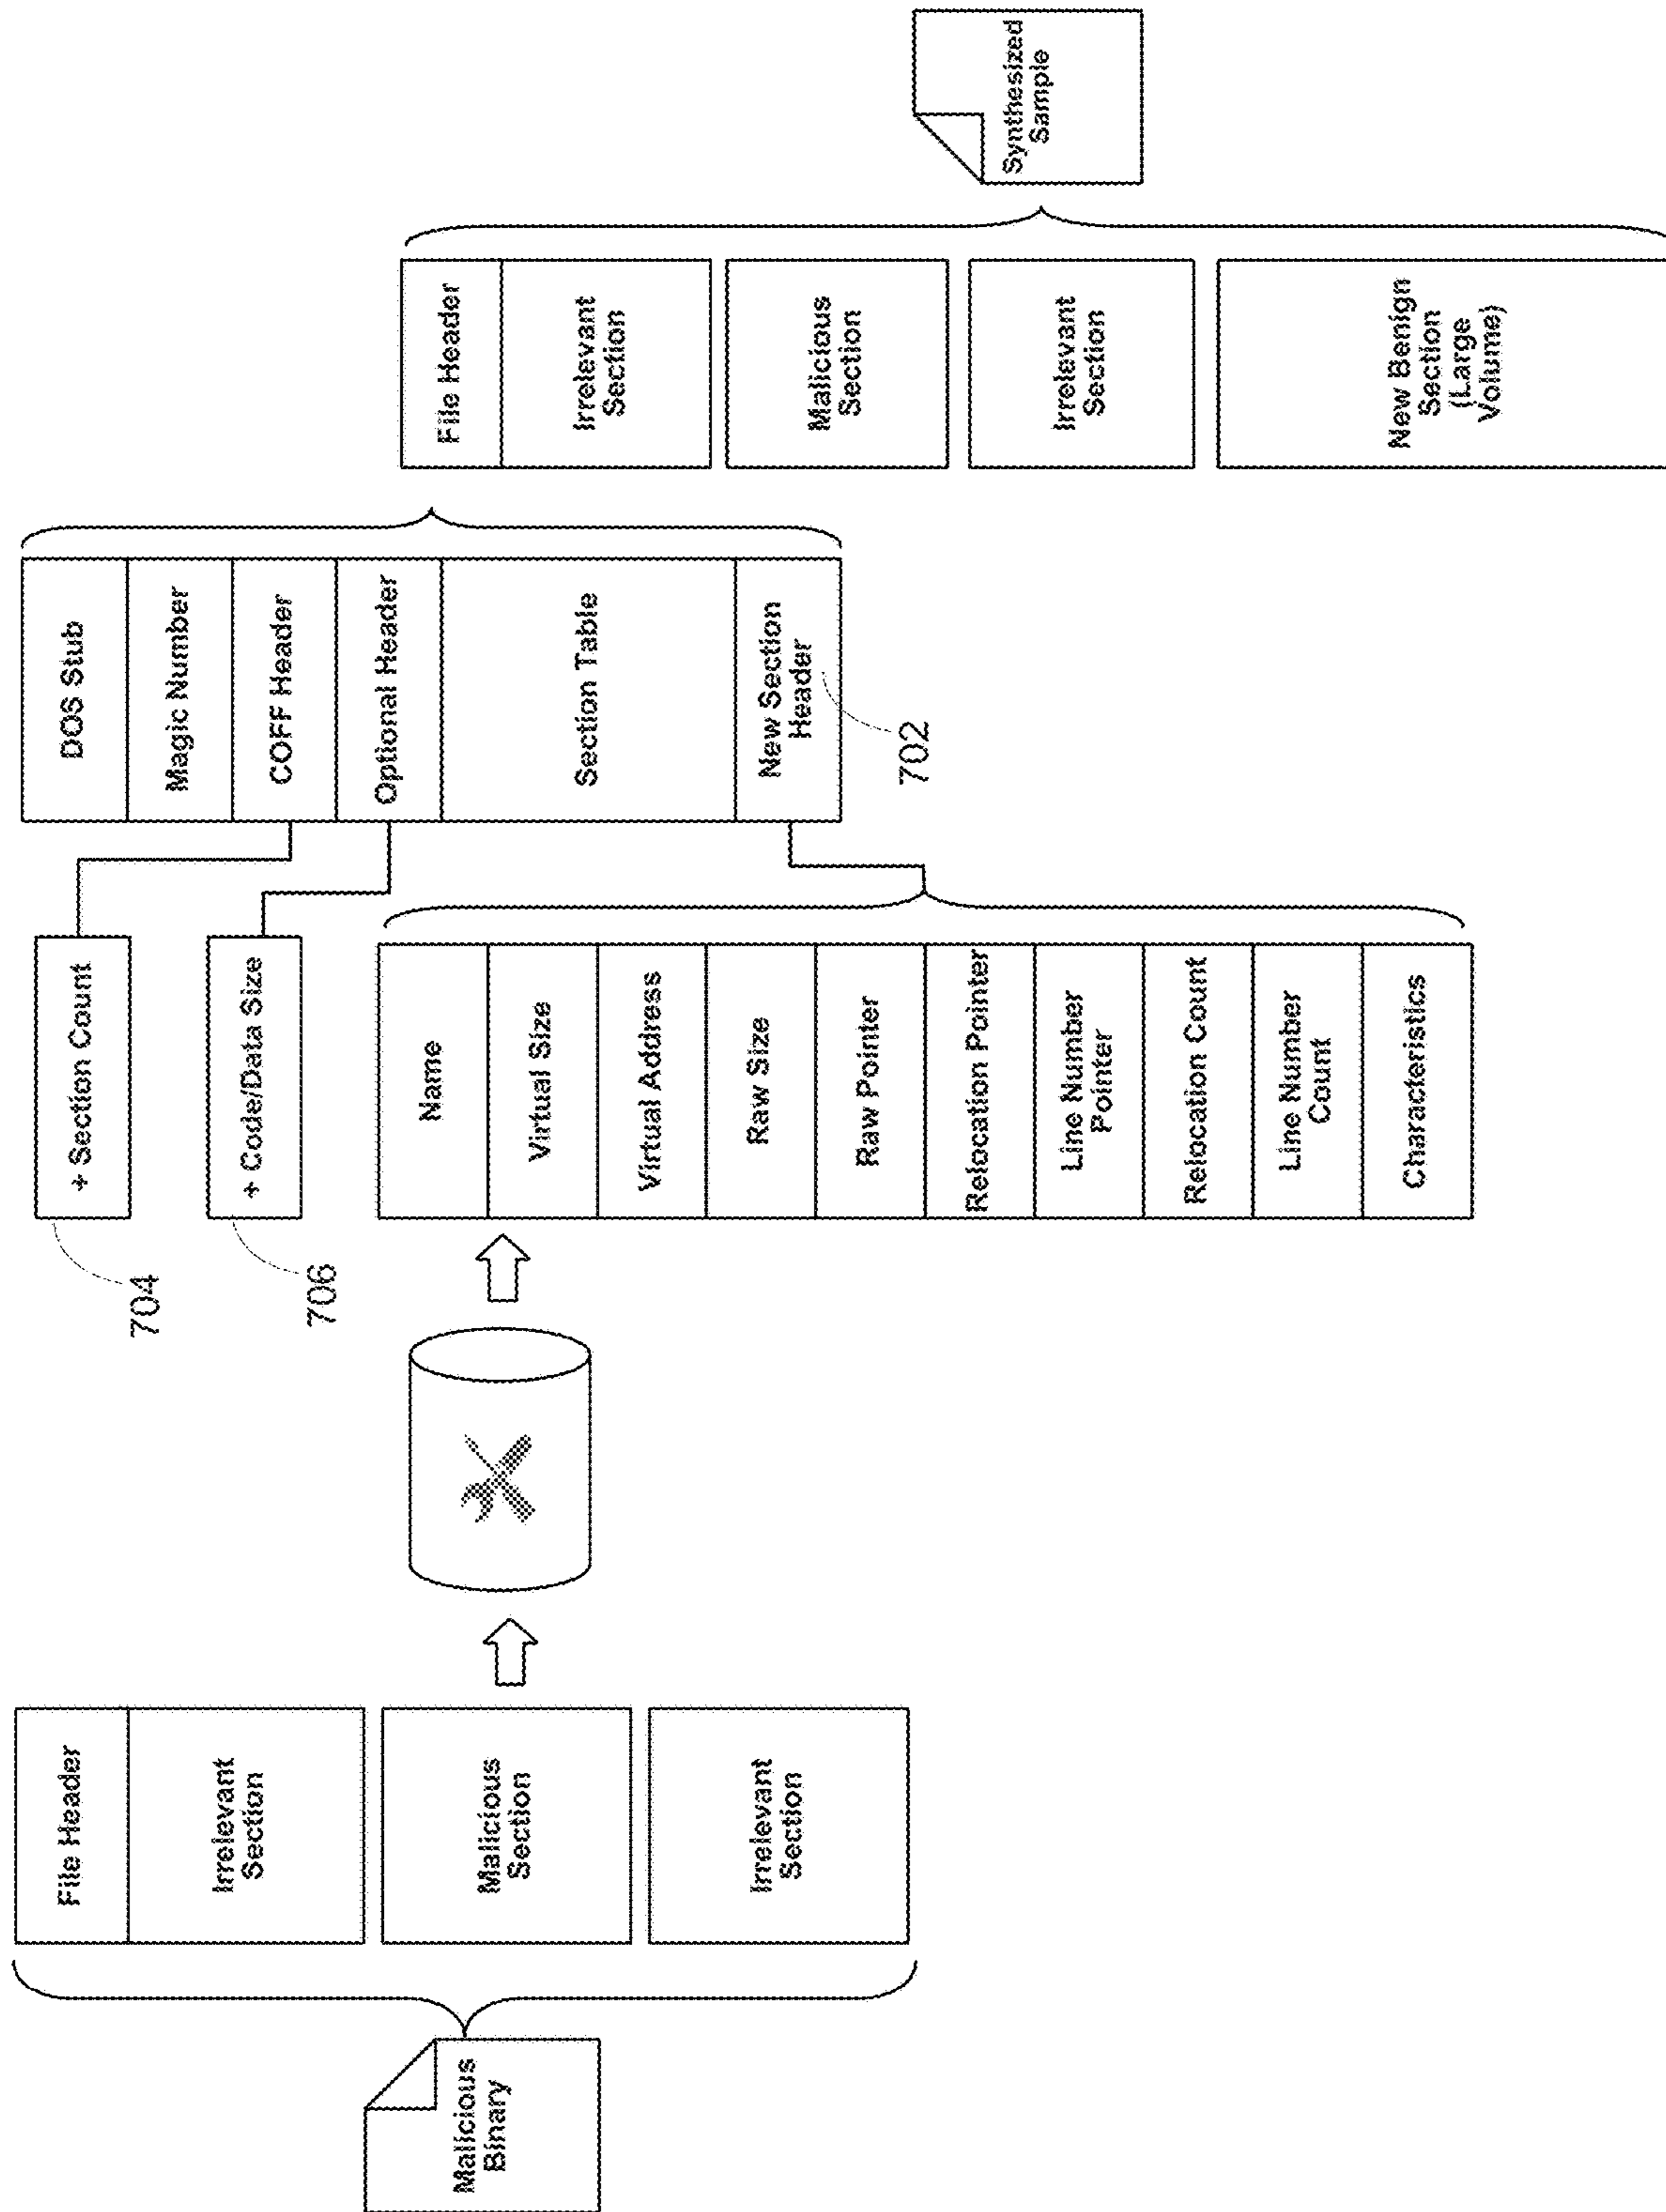 Malicious
Binary
File Header
Irrelevant
Section
Malicious
Section
Irrelevant
Section
704
+ Section Count
706
+ Code/Data Size
Name
Virtual Size
Virtual Address
Raw Size
Raw Pointer
Relocation Pointer
Line Number
Pointer
Relocation Count
Line Number
Count
Characteristics
DOS Stub
Magic Number
COFF Header
Optional Header
Section Table
New Section
Header
702
File Header
Irrelevant
Section
Malicious
Section
Irrelevant
Section
New Benign
Section
(Large
Volume)
Synthesized
Sample